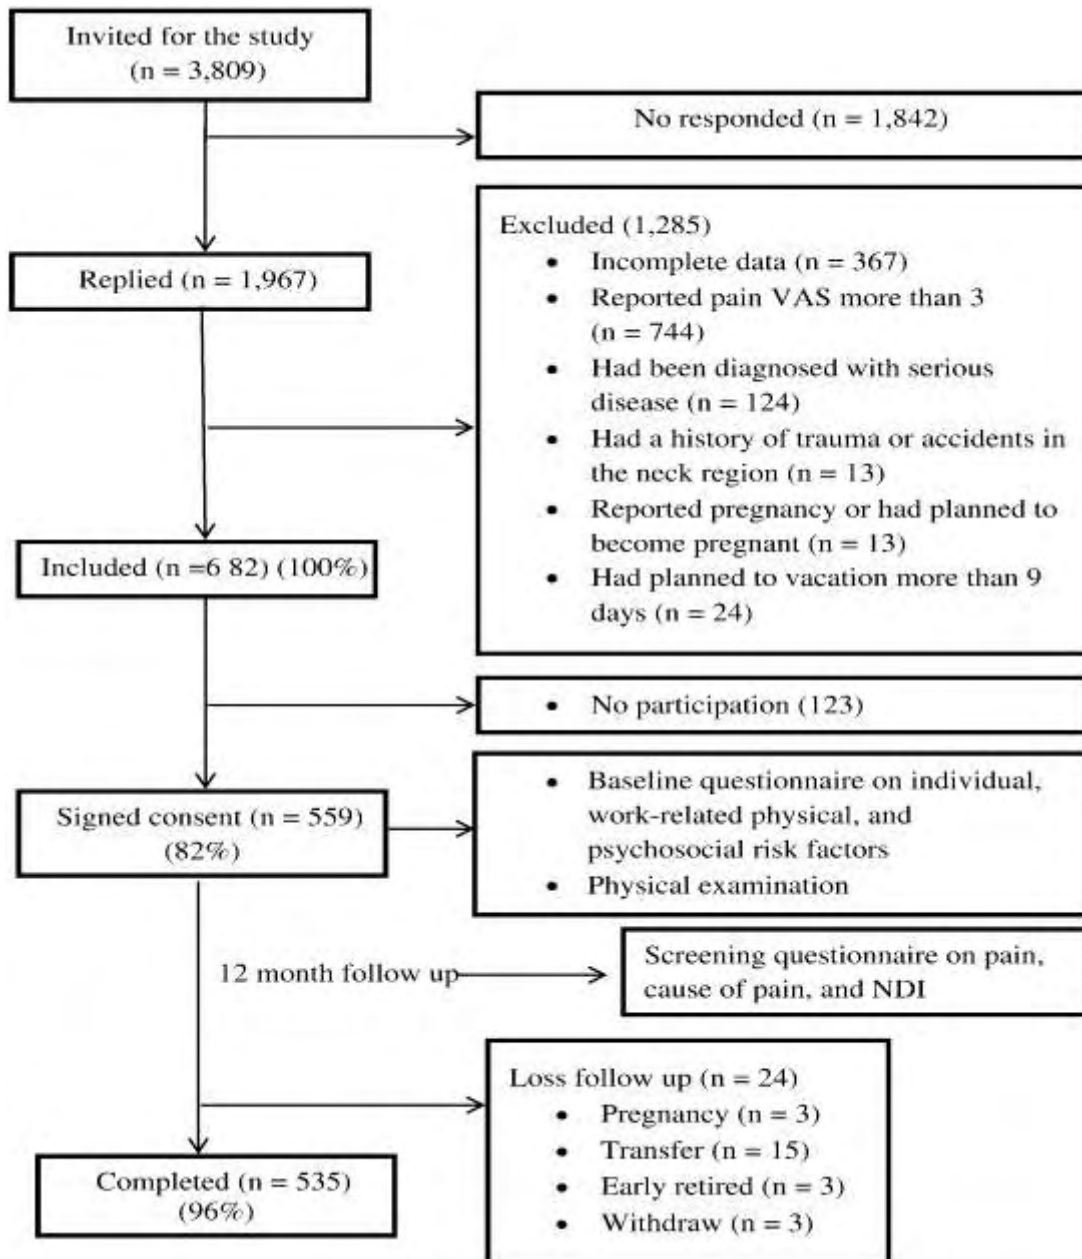 Invited for the study
(n = 3,809)
No responded (n = 1,842)
Replied (n = 1,967)
Excluded (1,285)
• Incomplete data (n = 367)
• Reported pain VAS more than 3
(n = 744)
• Had been diagnosed with serious
disease (n = 124)
• Had a history of trauma or accidents in
the neck region (n = 13)
• Reported pregnancy or had planned to
become pregnant (n = 13)
• Had planned to vacation more than 9
days (n = 24)
Included (n =6 82) (100%)
• No participation (123)
Signed consent (n = 559)
(82%)
• Baseline questionnaire on individual,
work-related physical, and
psychosocial risk factors
• Physical examination
12 month follow up
Screening questionnaire on pain,
cause of pain, and NDI
Loss follow up (n = 24)
• Pregnancy (n = 3)
• Transfer (n = 15)
• Early retired (n = 3)
• Withdraw (n = 3)
Completed (n = 535)
(96%)